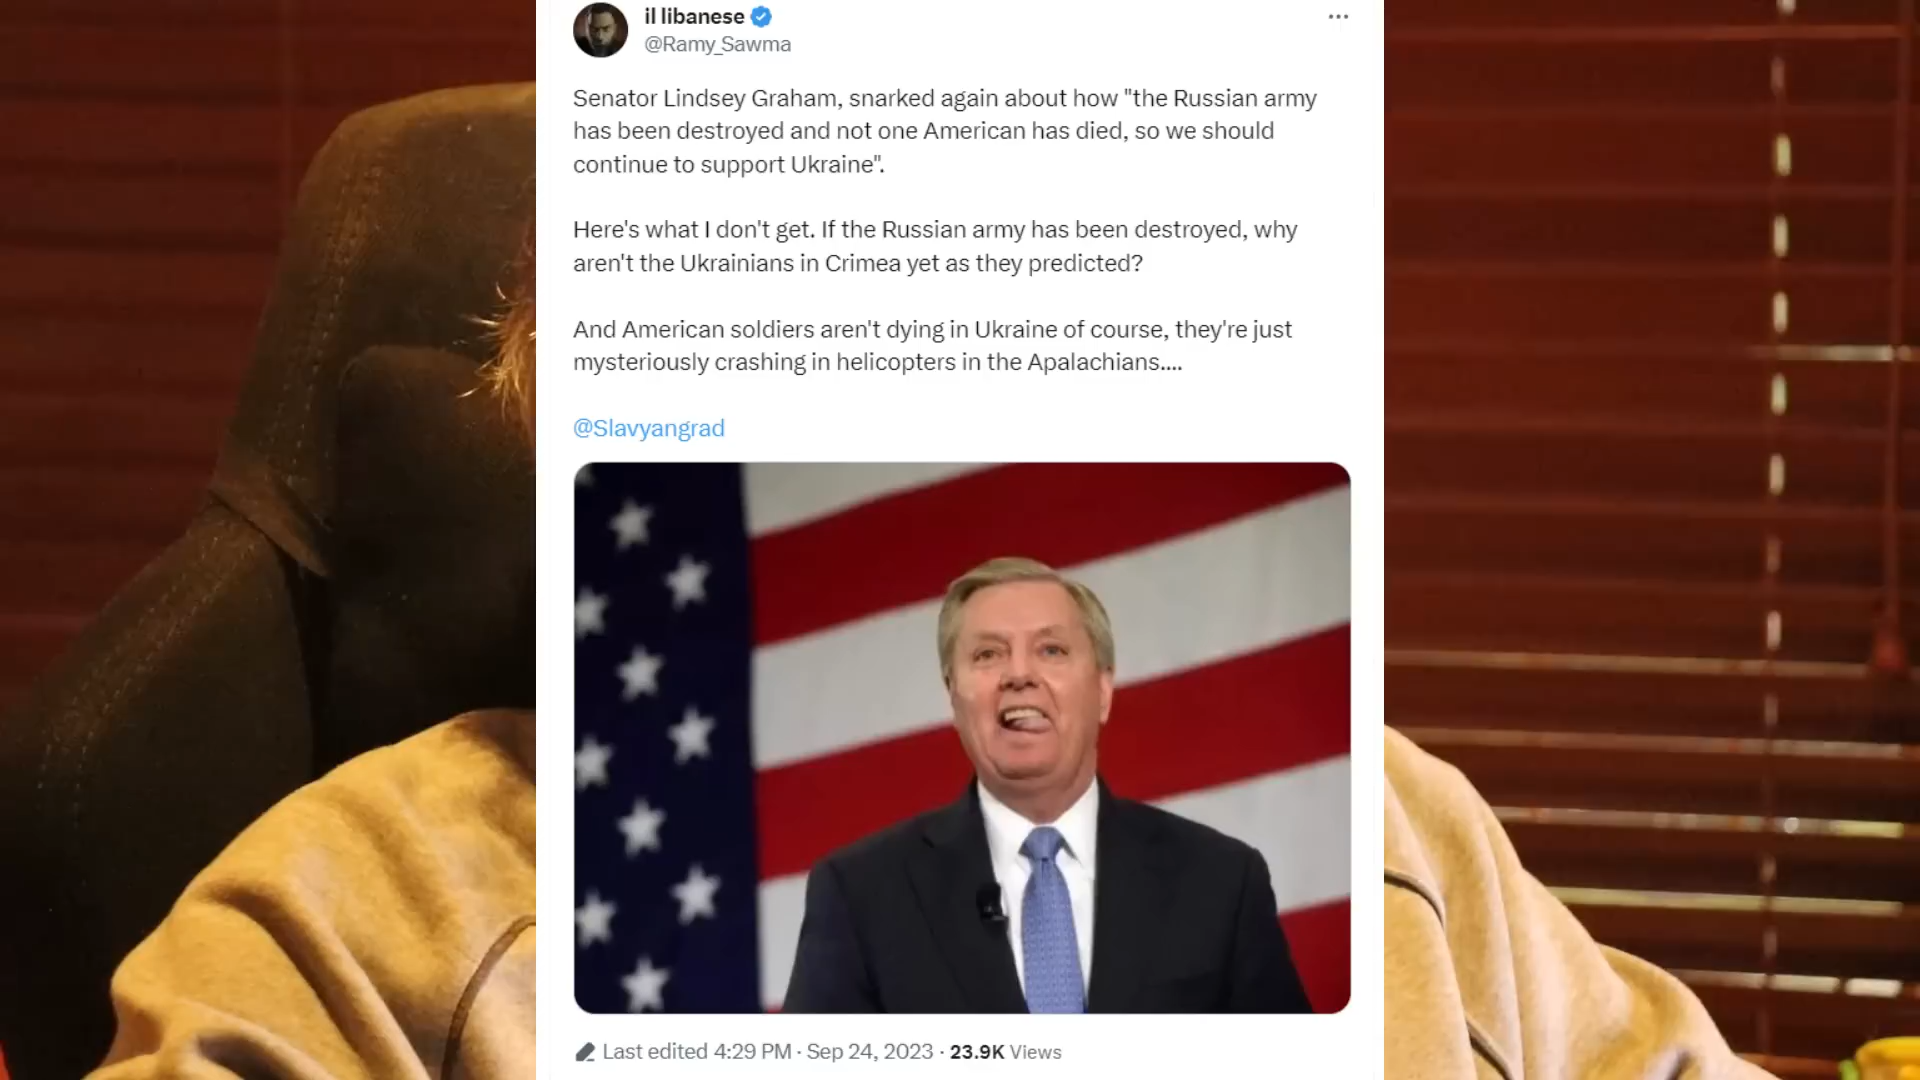 il libanese
@Ramy_Sawma
Senator Lindsey Graham, snarked again about how "the Russian army
has been destroyed and not one American has died, so we should
continue to support Ukraine".
Here's what I don't get. If the Russian army has been destroyed, why
aren't the Ukrainians in Crimea yet as they predicted?
And American soldiers aren't dying in Ukraine of course, they're just
mysteriously crashing in helicopters in the Apalachians....
@Slavyangrad
Last edited 4:29 PM · Sep 24, 2023 · 23.9K Views